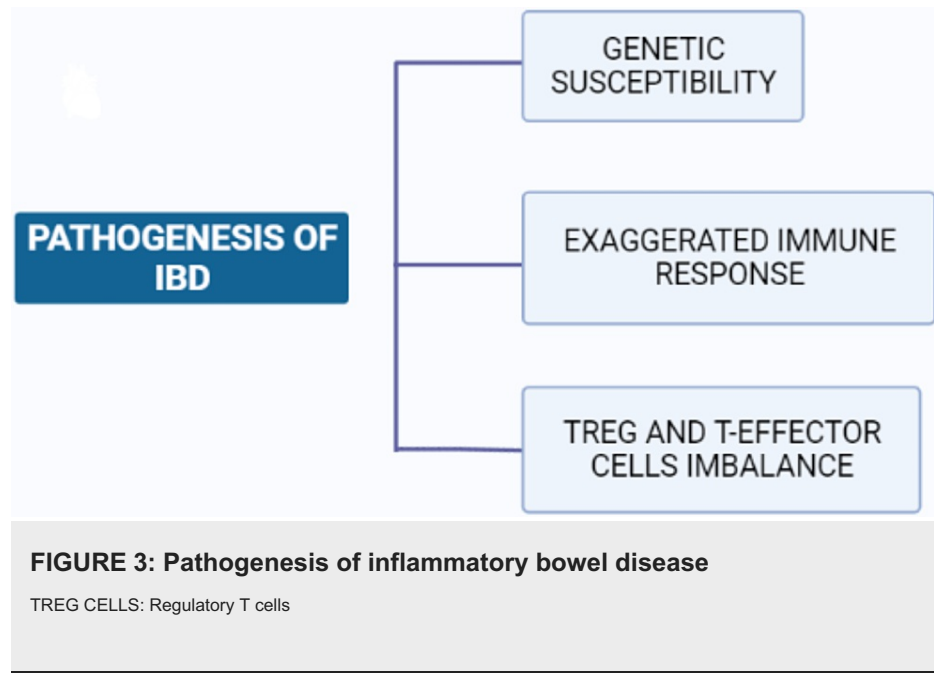 GENETIC
SUSCEPTIBILITY
PATHOGENESIS OF
IBD
EXAGGERATED IMMUNE
RESPONSE
TREG AND T-EFFECTOR
CELLS IMBALANCE
FIGURE 3: Pathogenesis of inflammatory bowel disease
TREG CELLS: Regulatory T cells